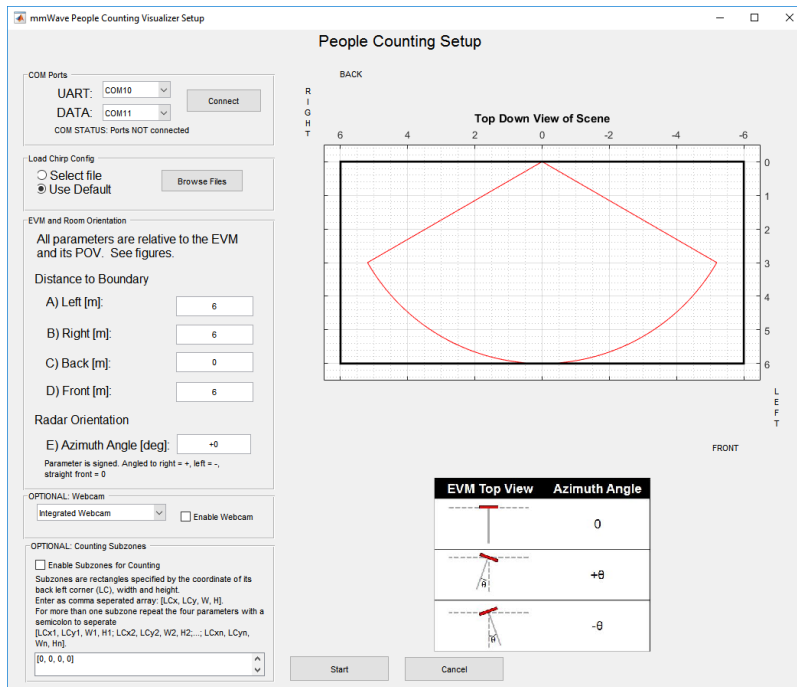 mmWave People Counting Visualizer Setup
People Counting Setup
COM Ports
UART: COM10
DATA: COM11
Connect
COM STATUS: Ports NOT connected
Load Chirp Config
Select file
Use Default
Browse Files
EVM and Room Orientation
All parameters are relative to the EVM
and its POV. See figures.
Distance to Boundary
A) Left [m]: 6
B) Right [m]: 6
C) Back [m]: 0
D) Front [m]: 6
Radar Orientation
E) Azimuth Angle [deg]: +0
Parameter is signed. Angled to right = +, left = -,
straight front = 0
OPTIONAL: Webcam
Integrated Webcam
Enable Webcam
OPTIONAL: Counting Subzones
Enable Subzones for Counting
Subzones are rectangles specified by the coordinate of its
back left corner (LC), width and height.
Enter as comma seperated array: [LCx, LCy, W, H].
For more than one subzone repeat the four parameters with a
semicolon to seperate
[LCx1, LCy1, W1, H1; LCx2, LCy2, W2, H2;...; LCxn, LCyn,
Wn, Hn].
[0, 0, 0, 0]
BACK
RIGHT
Top Down View of Scene
6 4 2 0 -2 -4 -6
0
1
2
3
4
5
6
LEFT
FRONT
EVM Top View Azimuth Angle
0
θ +θ
θ -θ
Start Cancel